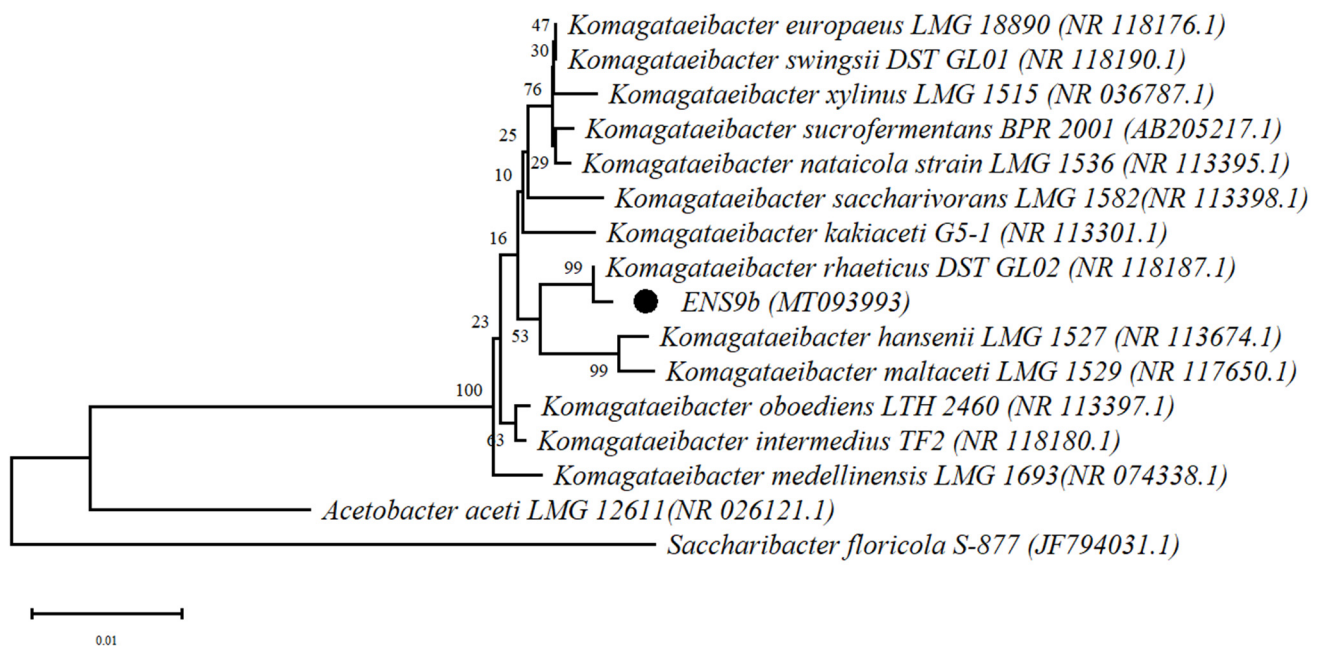 47 Komagataeibacter europaeus LMG 18890 (NR 118176.1)
30 Komagataeibacter swingsii DST GL01 (NR 118190.1)
76 Komagataeibacter xylinus LMG 1515 (NR 036787.1)
25 Komagataeibacter sucrofermentans BPR 2001 (AB205217.1)
29 Komagataeibacter nataicola strain LMG 1536 (NR 113395.1)
10 Komagataeibacter saccharivorans LMG 1582(NR 113398.1)
16 Komagataeibacter kakiaceti G5-1 (NR 113301.1)
99 Komagataeibacter rhaeticus DST GL02 (NR 118187.1)
ENS9b (MT093993)
23
53 Komagataeibacter hansenii LMG 1527 (NR 113674.1)
99 Komagataeibacter maltaceti LMG 1529 (NR 117650.1)
100 Komagataeibacter oboediens LTH 2460 (NR 113397.1)
63 Komagataeibacter intermedius TF2 (NR 118180.1)
Komagataeibacter medellinensis LMG 1693(NR 074338.1)
Acetobacter aceti LMG 12611(NR 026121.1)
Saccharibacter floricola S-877 (JF794031.1)
0.01